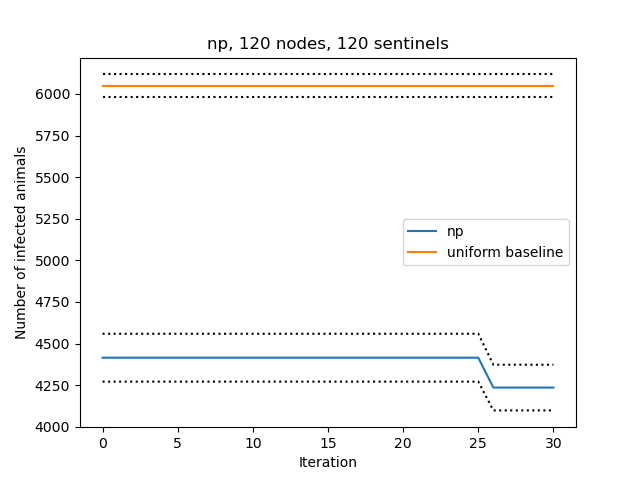 np, 120 nodes, 120 sentinels
Number of infected animals
6000
5750
5500
5250
5000
4750
4500
4250
4000
np
uniform baseline
0 5 10 15 20 25 30
Iteration